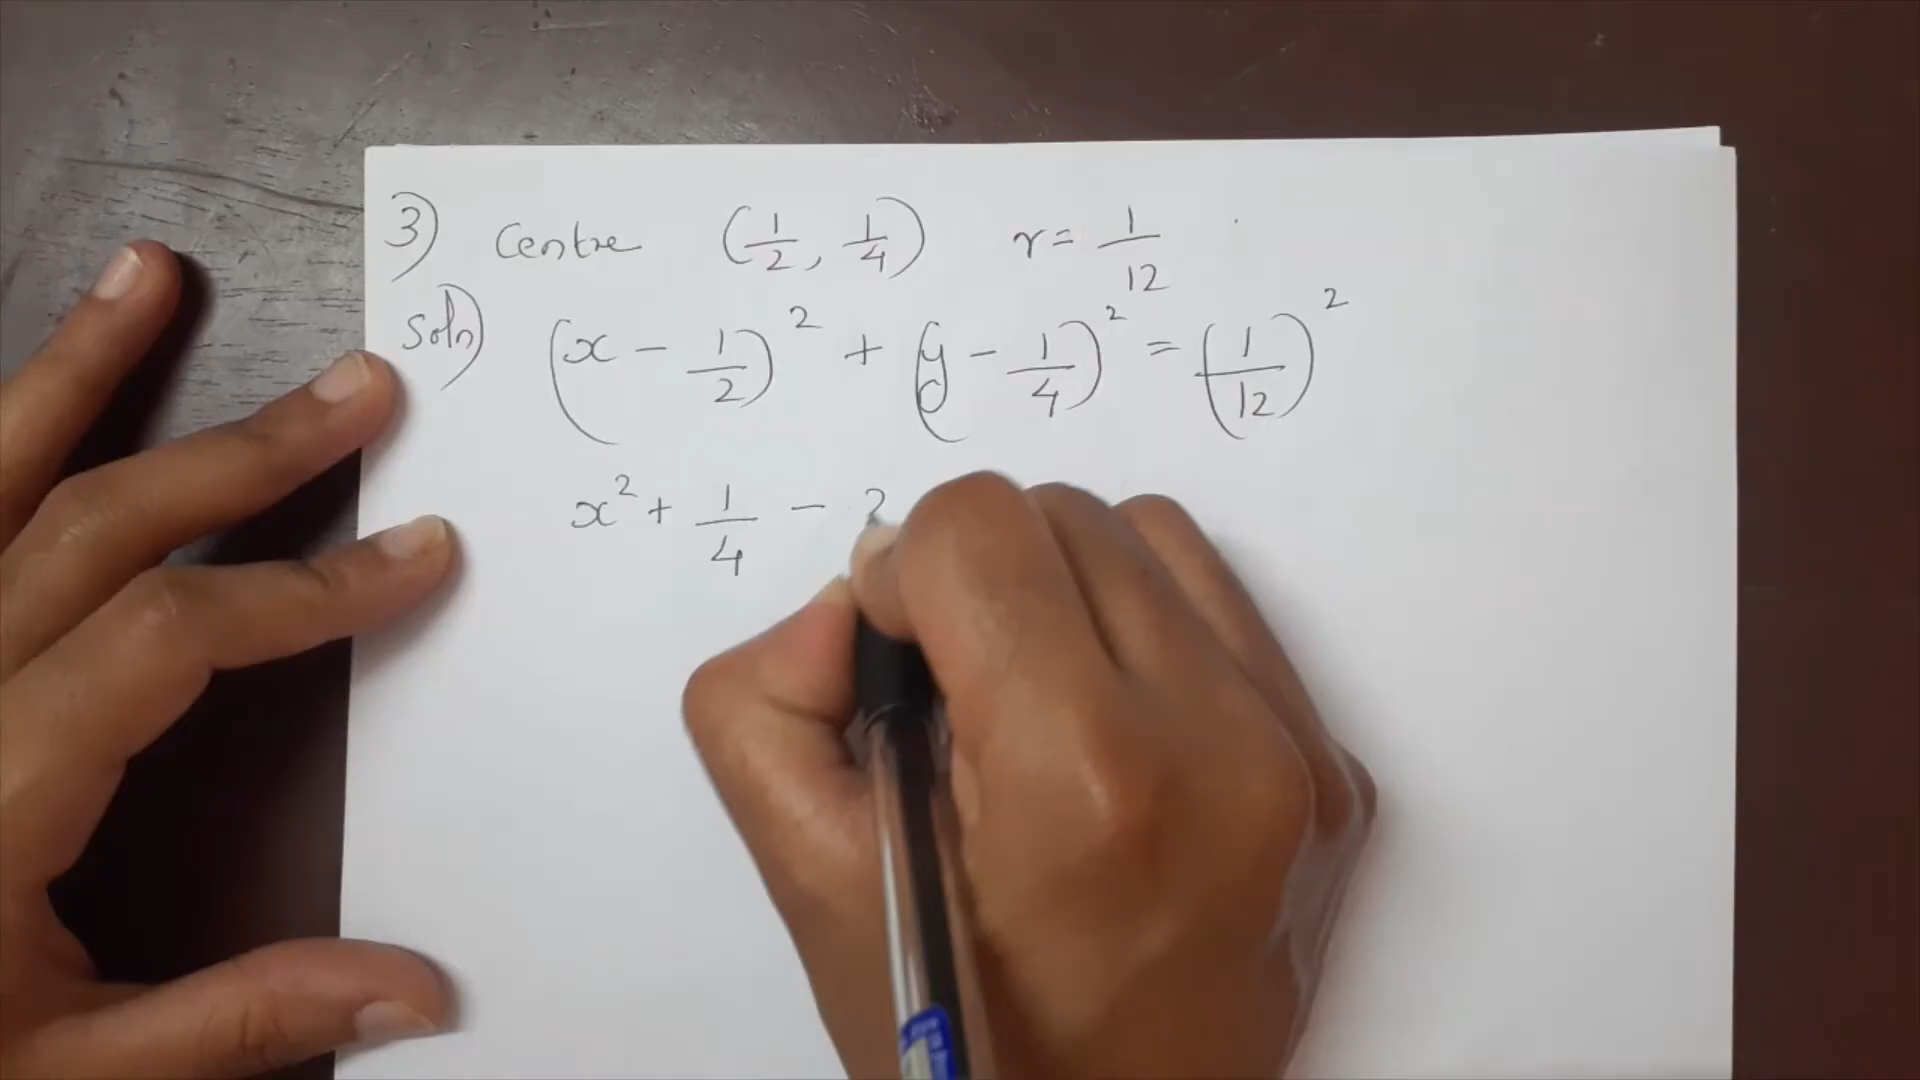 3) Centre (1/2, 1/4) r = 1/12
Soln) (x - 1/2)² + (y - 1/4)² = (1/12)²
x² + 1/4 - 2